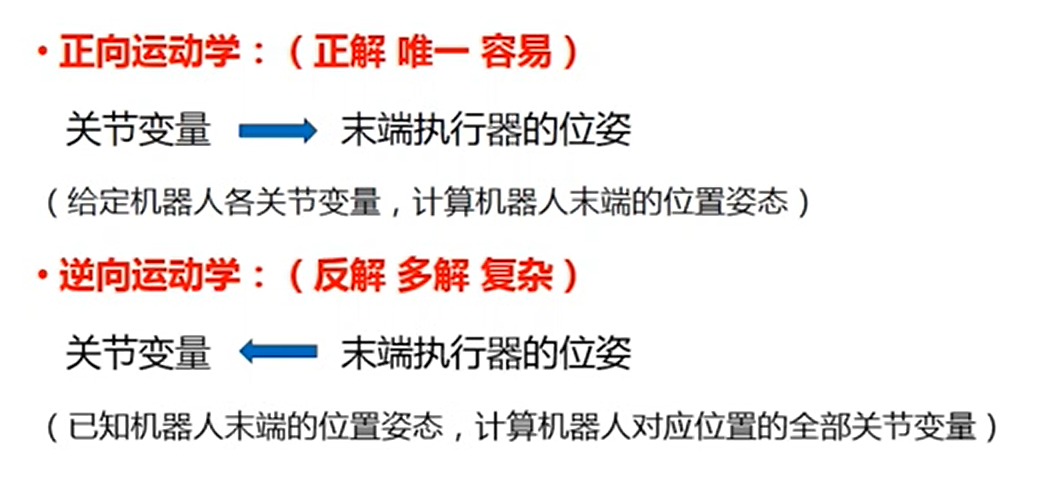 • 正向运动学：（正解 唯一 容易）
关节变量 末端执行器的位姿
（给定机器人各关节变量，计算机器人末端的位置姿态）
• 逆向运动学：（反解 多解 复杂）
关节变量 末端执行器的位姿
（已知机器人末端的位置姿态，计算机器人对应位置的全部关节变量）